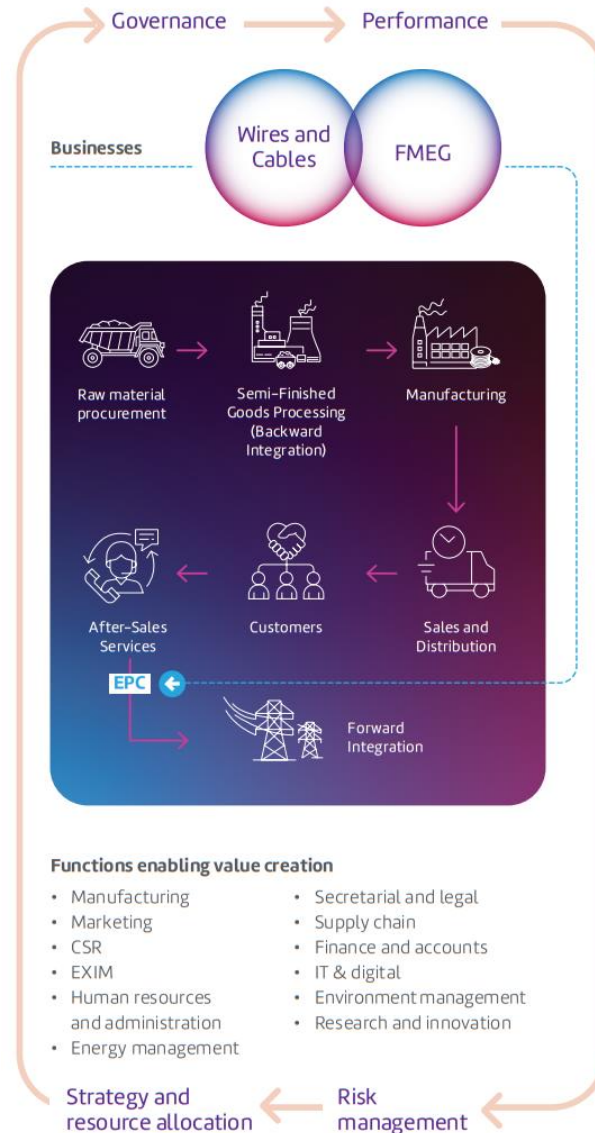 Governance
Performance
Businesses
Wires and
Cables
FMEG
Raw material
procurement
Semi-Finished
Goods Processing
(Backward
Integration)
Manufacturing
After-Sales
Services
Customers
Sales and
Distribution
EPC
Forward
Integration
Functions enabling value creation
• Manufacturing
• Marketing
• CSR
• EXIM
• Human resources
and administration
• Energy management
• Secretarial and legal
• Supply chain
• Finance and accounts
• IT & digital
• Environment management
• Research and innovation
Strategy and
resource allocation
Risk
management